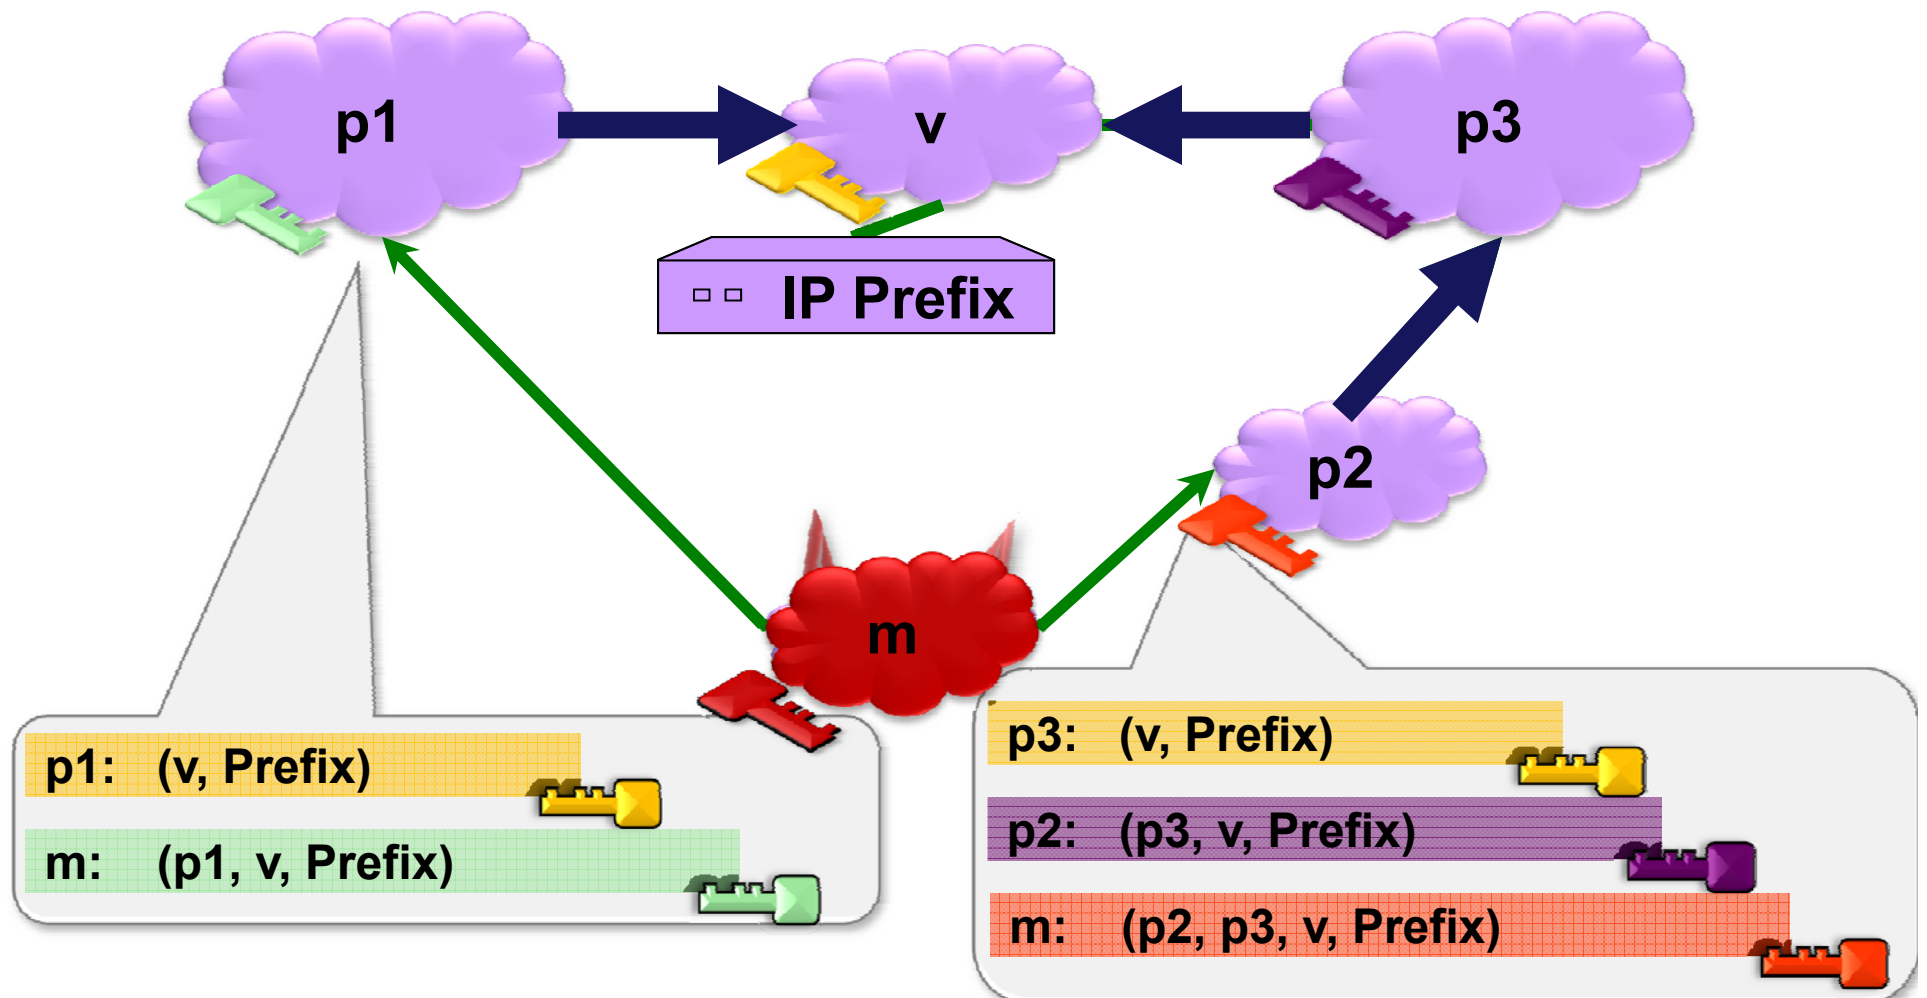 p1
v
p3
IP Prefix
p2
m
p1: (v, Prefix)
m: (p1, v, Prefix)
p3: (v, Prefix)
p2: (p3, v, Prefix)
m: (p2, p3, v, Prefix)